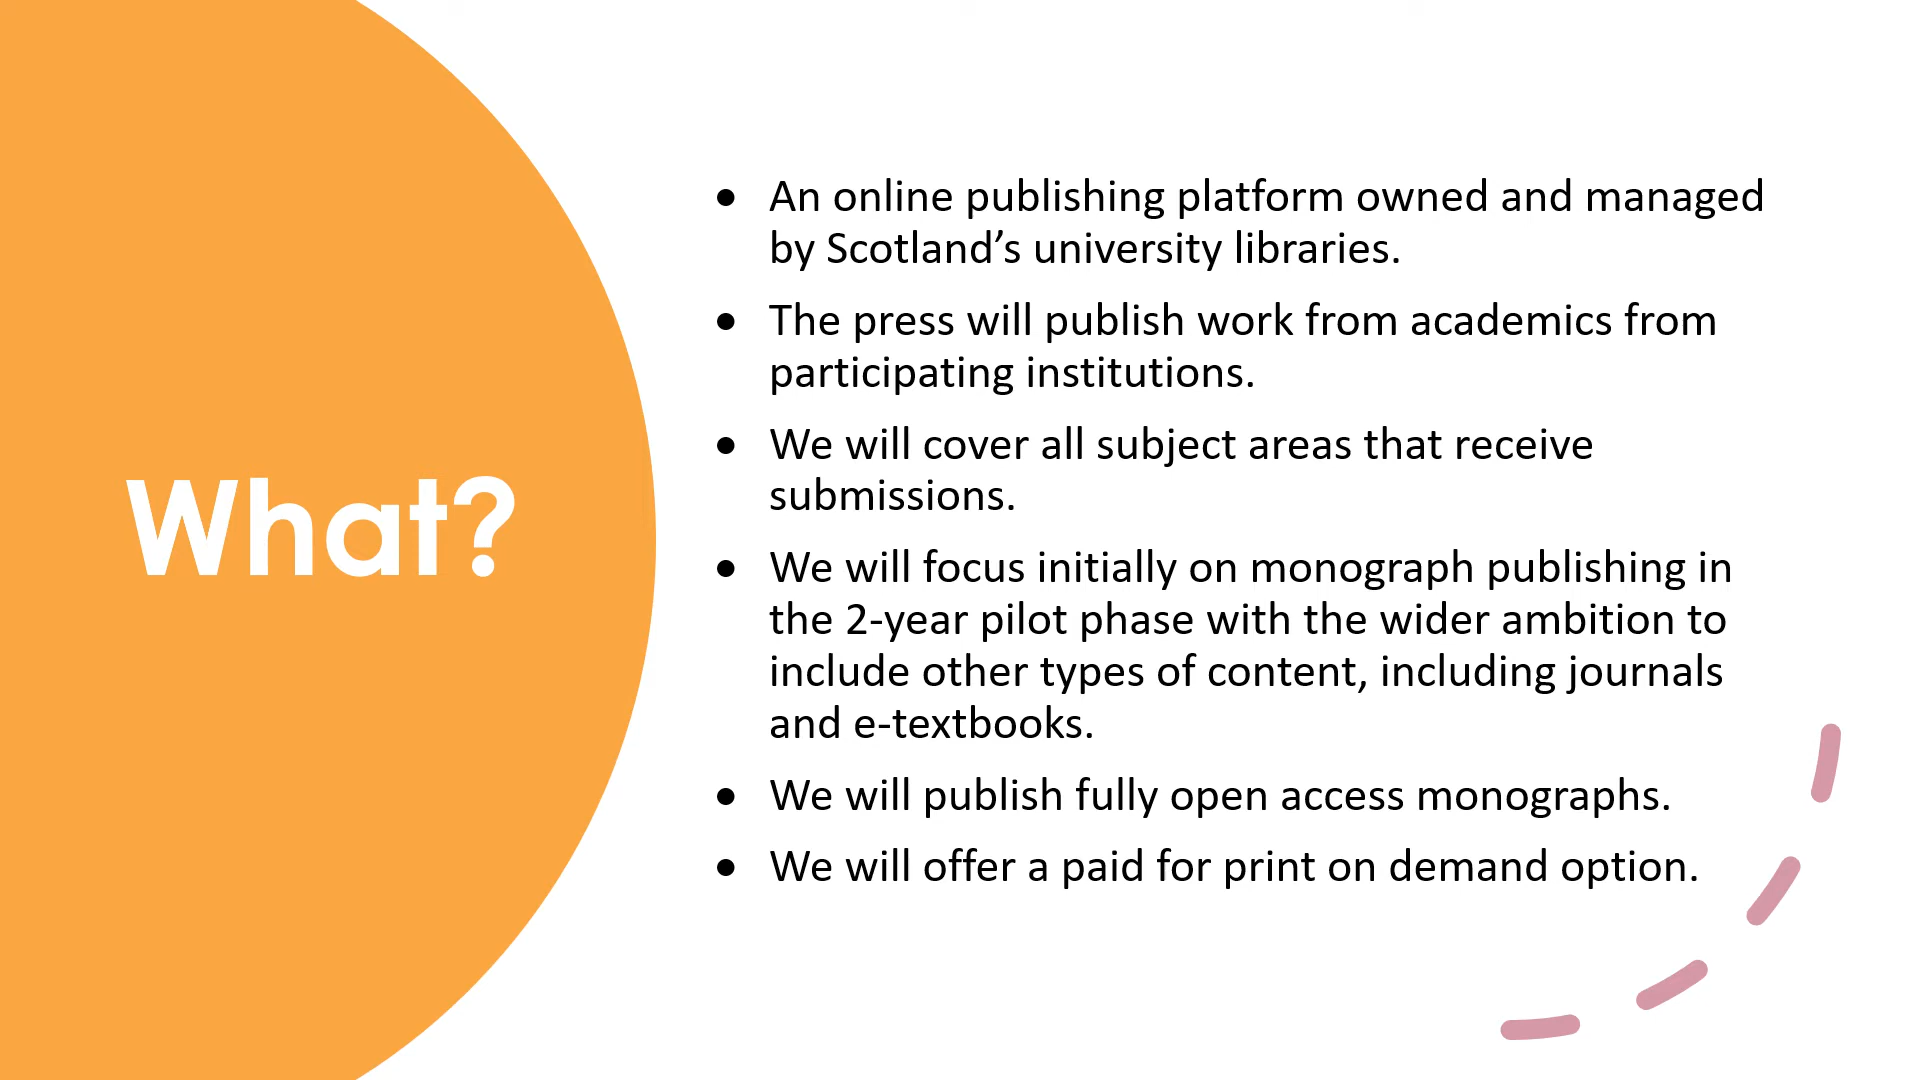 What?
• An online publishing platform owned and managed
by Scotland’s university libraries.
• The press will publish work from academics from
participating institutions.
• We will cover all subject areas that receive
submissions.
• We will focus initially on monograph publishing in
the 2-year pilot phase with the wider ambition to
include other types of content, including journals
and e-textbooks.
• We will publish fully open access monographs.
• We will offer a paid for print on demand option.